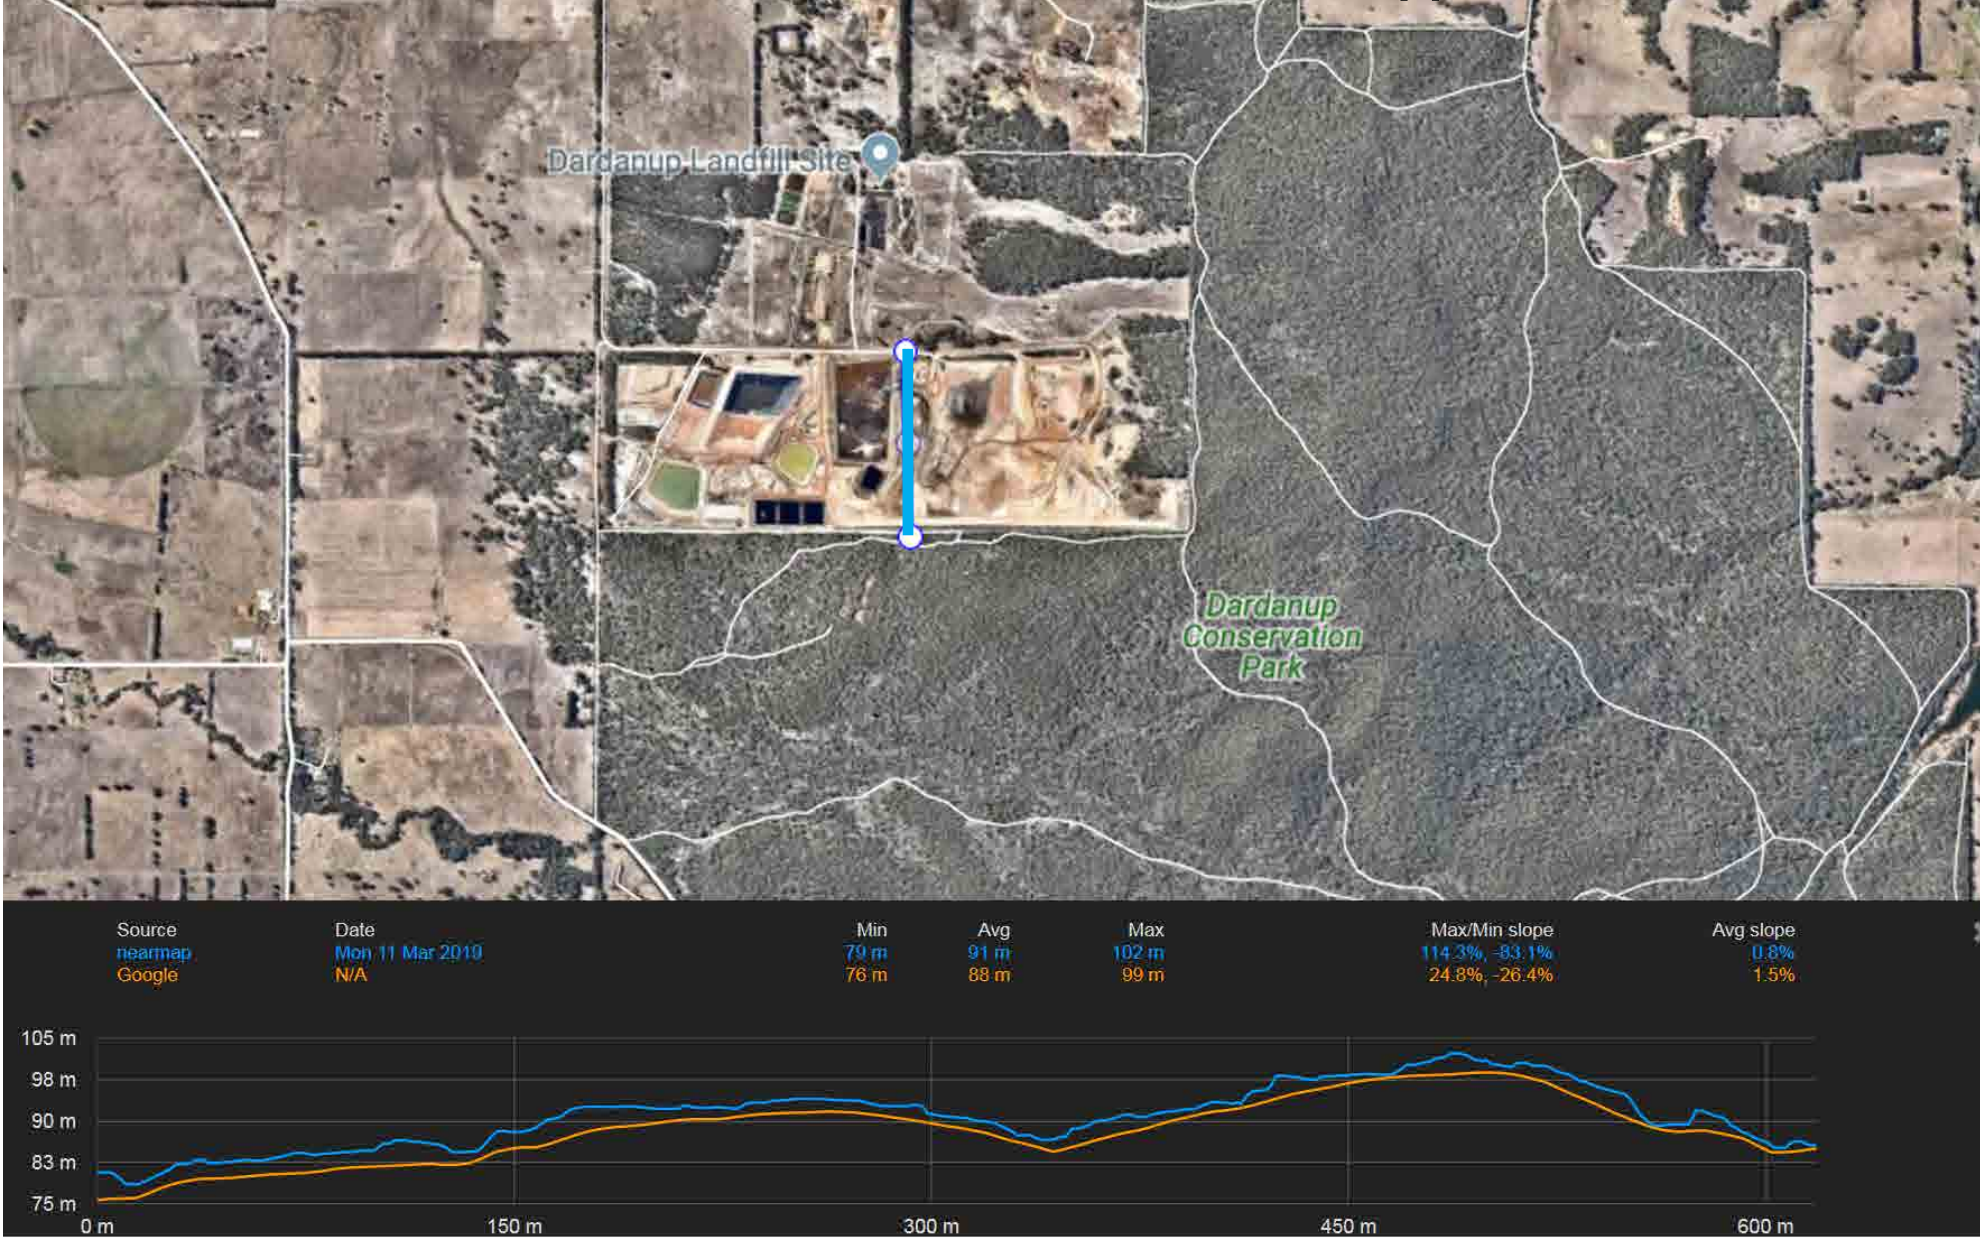 Dardanup Landfill Site
Dardanup
Conservation
Park
Source Date Min Avg Max Max/Min slope Avg slope
nearmap Mon 11 Mar 2019 79 m 91 m 102 m 114.3%, -83.1% 0.8%
Google N/A 76 m 88 m 99 m 24.8%, -26.4% 1.5%
105 m
98 m
90 m
83 m
75 m
0 m 150 m 300 m 450 m 600 m